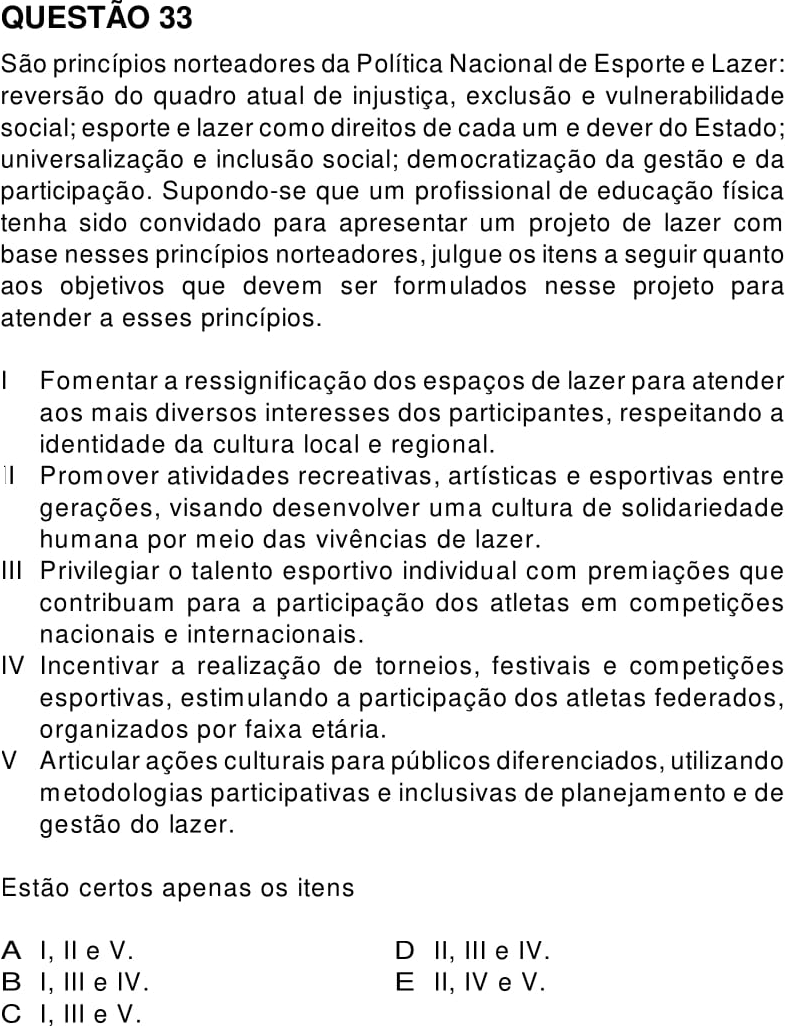 QUESTÃO 33
São princípios norteadores da Política Nacional de Esporte e Lazer:
reversão do quadro atual de injustiça, exclusão e vulnerabilidade
social; esporte e lazer como direitos de cada um e dever do Estado;
universalização e inclusão social; democratização da gestão e da
participação. Supondo-se que um profissional de educação física
tenha sido convidado para apresentar um projeto de lazer com
base nesses princípios norteadores, julgue os itens a seguir quanto
aos objetivos que devem ser formulados nesse projeto para
atender a esses princípios.
I Fomentar a ressignificação dos espaços de lazer para atender
aos mais diversos interesses dos participantes, respeitando a
identidade da cultura local e regional.
II Promover atividades recreativas, artísticas e esportivas entre
gerações, visando desenvolver uma cultura de solidariedade
humana por meio das vivências de lazer.
III Privilegiar o talento esportivo individual com premiações que
contribuam para a participação dos atletas em competições
nacionais e internacionais.
IV Incentivar a realização de torneios, festivais e competições
esportivas, estimulando a participação dos atletas federados,
organizados por faixa etária.
V Articular ações culturais para públicos diferenciados, utilizando
metodologias participativas e inclusivas de planejamento e de
gestão do lazer.
Estão certos apenas os itens
A I, II e V.
B I, III e IV.
C I, III e V.
D II, III e IV.
E II, IV e V.